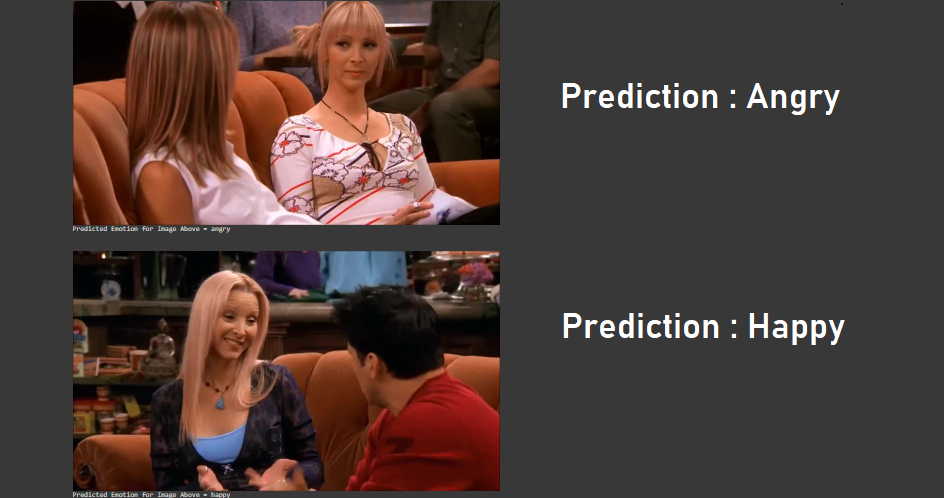 Prediction : Angry
Predicted Emotion for Image Above = angry
Prediction : Happy
Predicted Emotion for Image Above = happy